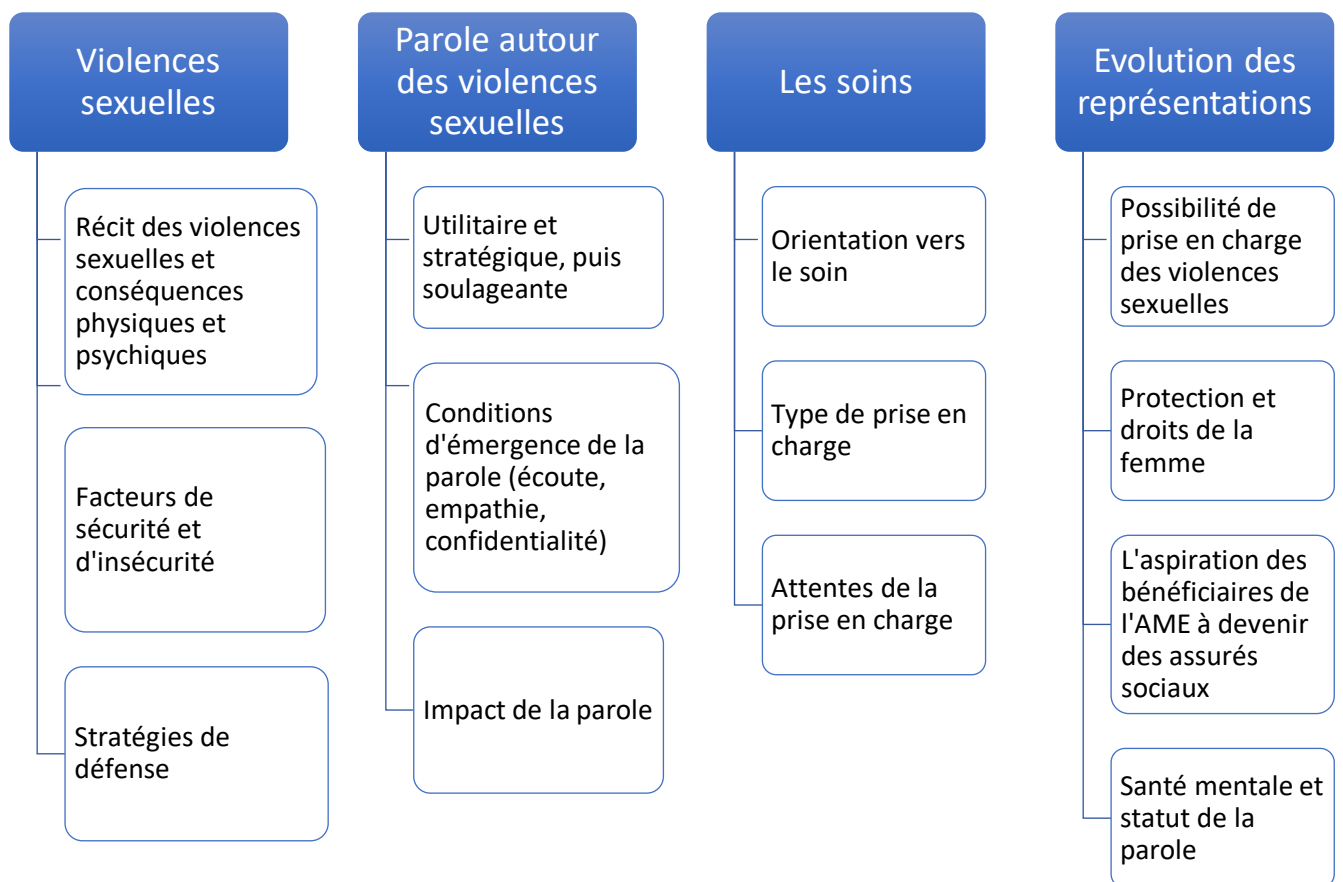 Violences
sexuelles
Récit des violences
sexuelles et
conséquences
physiques et
psychiques
Facteurs de
sécurité et
d'insécurité
Stratégies de
défense
Parole autour
des violences
sexuelles
Utilitaire et
stratégique, puis
soulageante
Conditions
d'émergence de la
parole (écoute,
empathie,
confidentialité)
Impact de la parole
Les soins
Orientation vers
le soin
Type de prise en
charge
Attentes de la
prise en charge
Evolution des
représentations
Possibilité de
prise en charge
des violences
sexuelles
Protection et
droits de la
femme
L'aspiration des
bénéficiaires de
l'AME à devenir
des assurés
sociaux
Santé mentale et
statut de la
parole